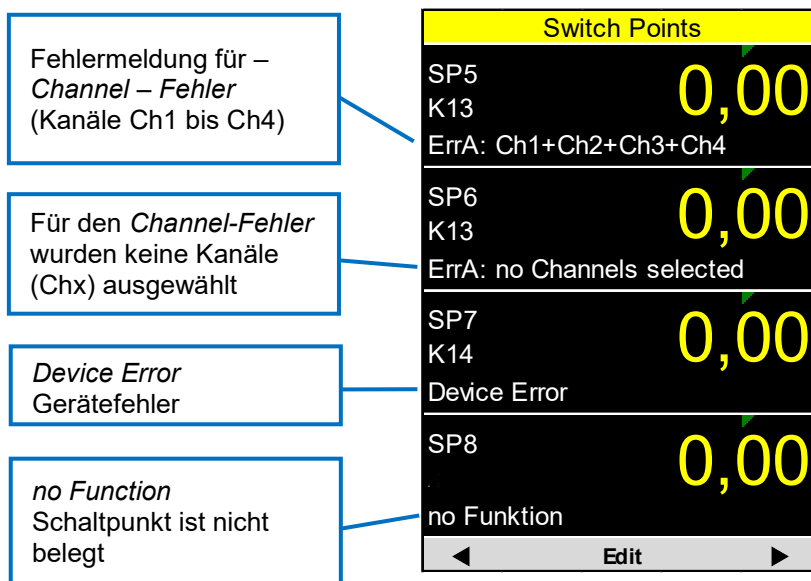 Fehlermeldung für –
Channel – Fehler
(Kanäle Ch1 bis Ch4)
Für den Channel-Fehler
wurden keine Kanäle
(Chx) ausgewählt
Device Error
Gerätefehler
no Function
Schaltpunkt ist nicht
belegt
Switch Points
SP5
K13
0,00
ErrA: Ch1+Ch2+Ch3+Ch4
SP6
K13
0,00
ErrA: no Channels selected
SP7
K14
0,00
Device Error
SP8
0,00
no Funktion
Edit